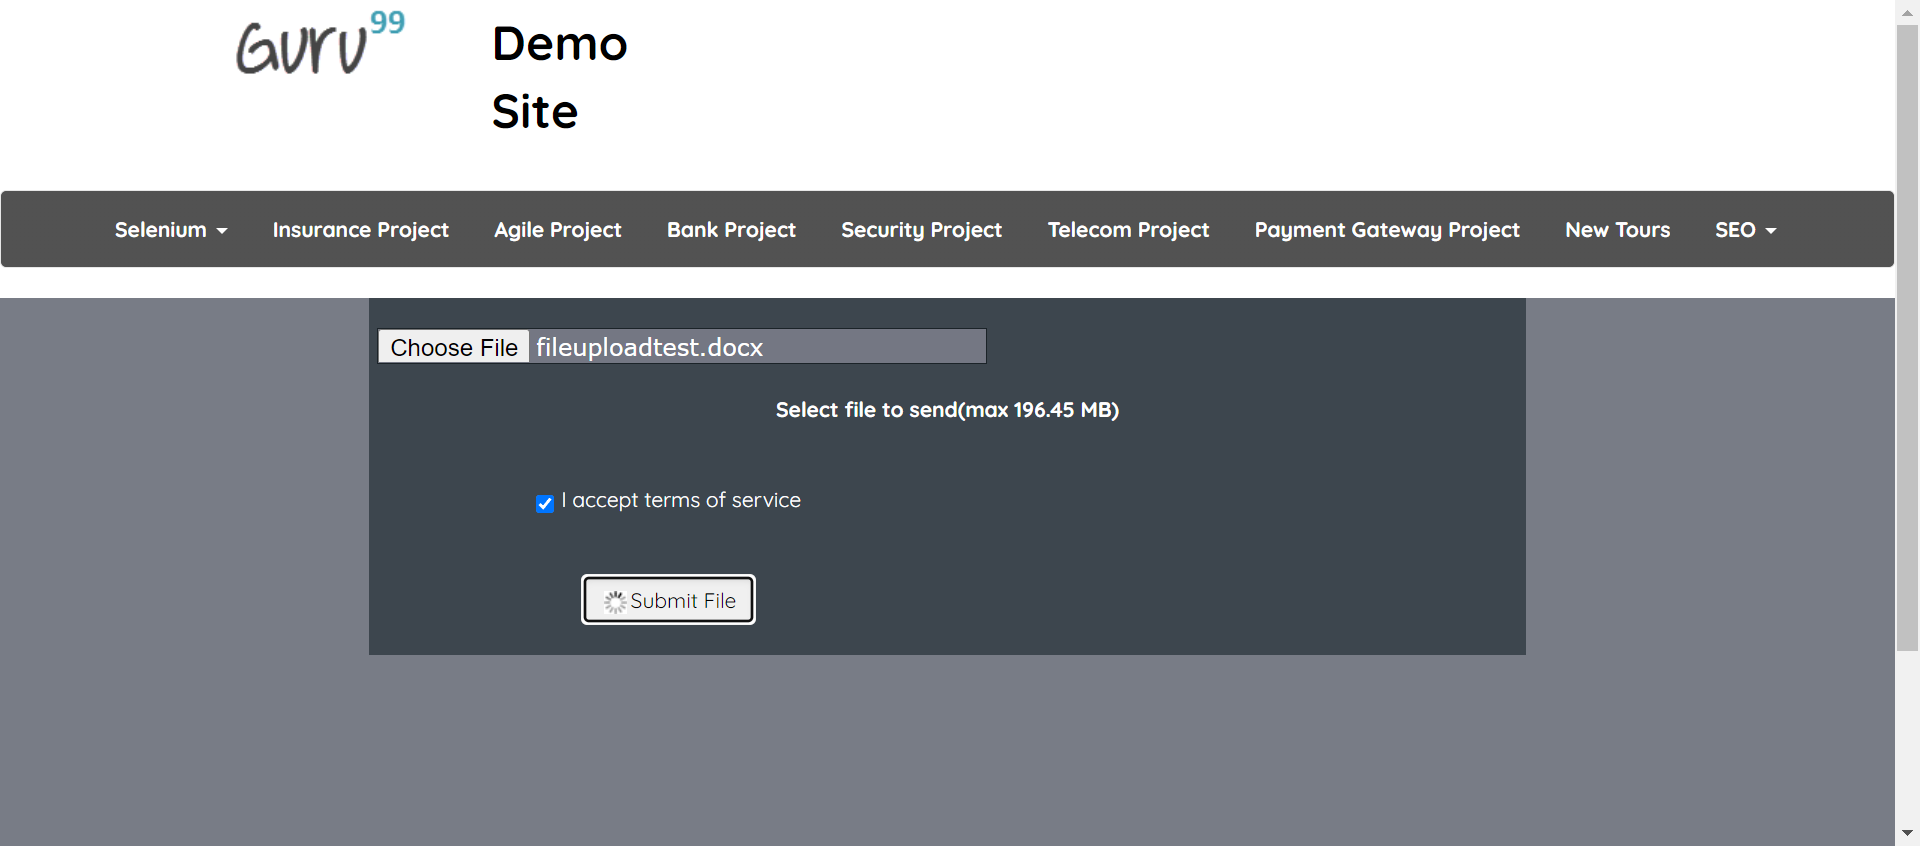 Guru99
Demo
Site
Selenium Insurance Project Agile Project Bank Project Security Project Telecom Project Payment Gateway Project New Tours SEO
Choose File fileuploadtest.docx
Select file to send(max 196.45 MB)
I accept terms of service
Submit File